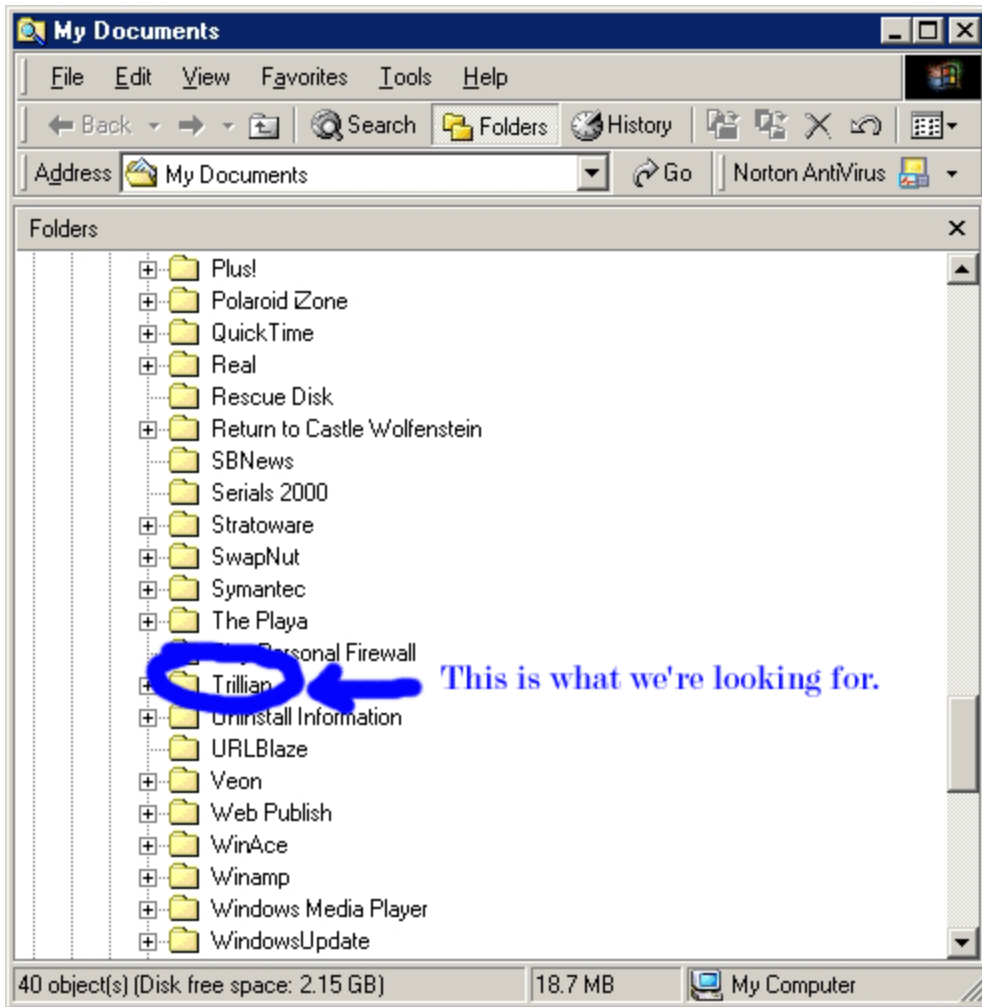 My Documents
File Edit View Favorites Tools Help
Back Search Folders History
Address My Documents Go Norton AntiVirus
Folders
Plus!
Polaroid iZone
QuickTime
Real
Rescue Disk
Return to Castle Wolfenstein
SBNews
Serials 2000
Stratoware
SwapNut
Symantec
The Playa
Personal Firewall
Trillian This is what we're looking for.
Uninstall Information
URLBlaze
Veon
Web Publish
WinAce
Winamp
Windows Media Player
WindowsUpdate
40 object(s) (Disk free space: 2.15 GB) 18.7 MB My Computer